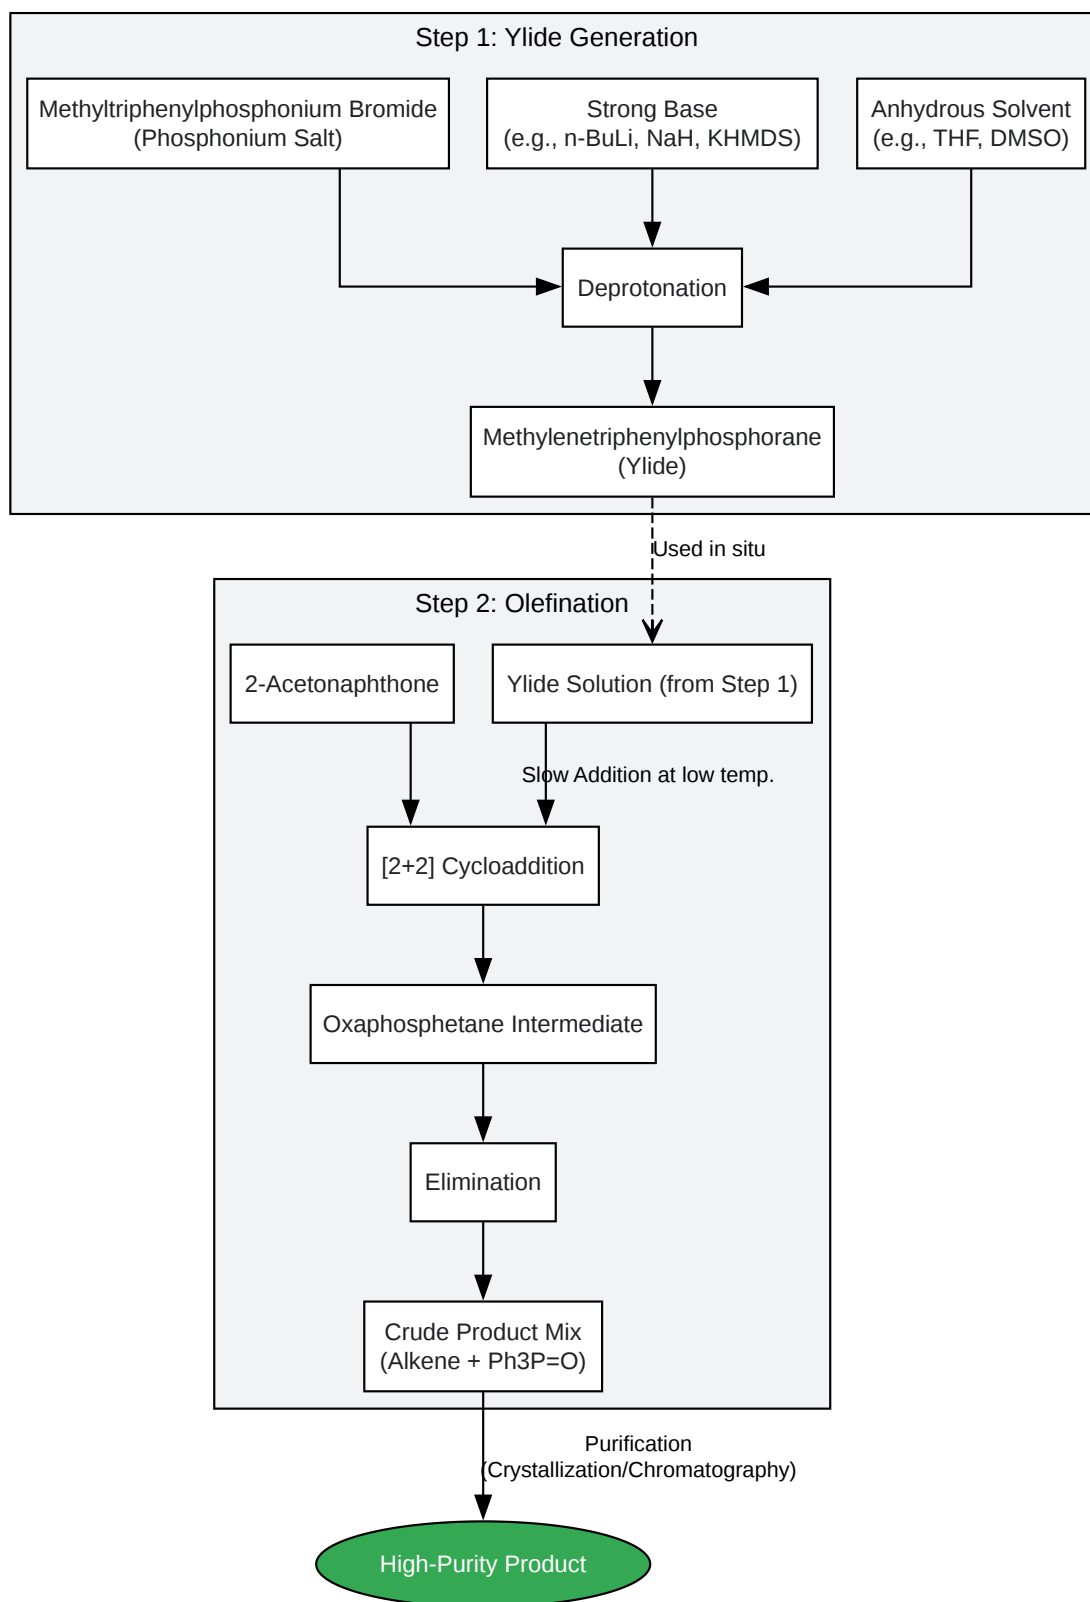 Step 1: Ylide Generation
Methyltriphenylphosphonium Bromide
(Phosphonium Salt)
Strong Base
(e.g., n-BuLi, NaH, KHMDS)
Anhydrous Solvent
(e.g., THF, DMSO)
Deprotonation
Methylenetriphenylphosphorane
(Ylide)
Used in situ
Step 2: Olefination
2-Acetonaphthone
Ylide Solution (from Step 1)
Slow Addition at low temp.
[2+2] Cycloaddition
Oxaphosphetane Intermediate
Elimination
Crude Product Mix
(Alkene + Ph3P=O)
Purification
(Crystallization/Chromatography)
High-Purity Product